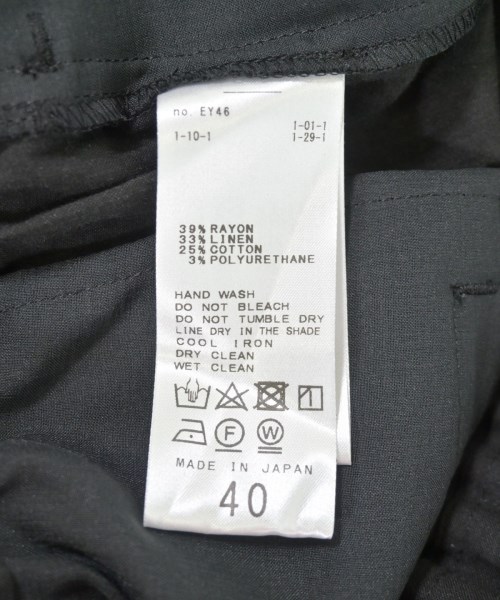 no. EY46
1-10-1
1-01-1
1-29-1
39% RAYON
33% LINEN
25% COTTON
3% POLYURETHANE
HAND WASH
DO NOT BLEACH
DO NOT TUMBLE DRY
LINE DRY IN THE SHADE
COOL IRON
DRY CLEAN
WET CLEAN
F W
MADE IN JAPAN
40